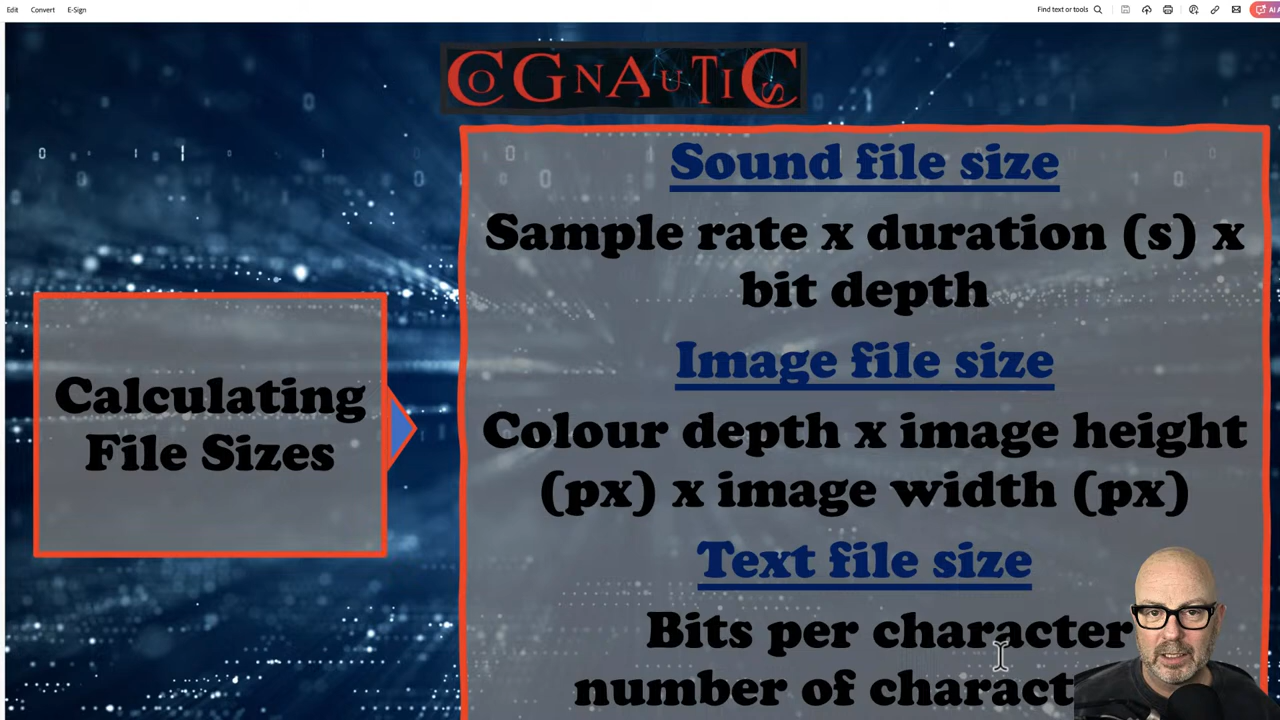 Edit Convert E-Sign
Find text or tools
COGNAUTICS
Sound file size
Sample rate x duration (s) x
bit depth
Image file size
Colour depth x image height
(px) x image width (px)
Calculating
File Sizes
Text file size
Bits per character
number of charact